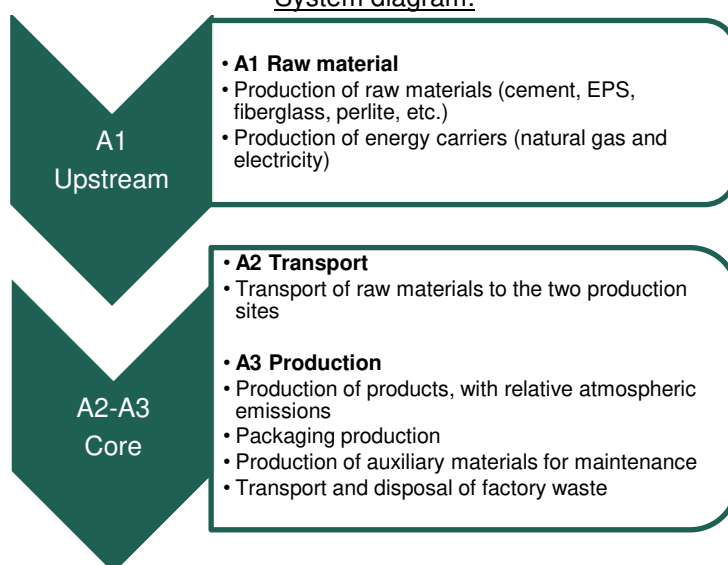 System diagram:
A1
Upstream
• A1 Raw material
• Production of raw materials (cement, EPS,
fiberglass, perlite, etc.)
• Production of energy carriers (natural gas and
electricity)
A2-A3
Core
• A2 Transport
• Transport of raw materials to the two production
sites
• A3 Production
• Production of products, with relative atmospheric
emissions
• Packaging production
• Production of auxiliary materials for maintenance
• Transport and disposal of factory waste